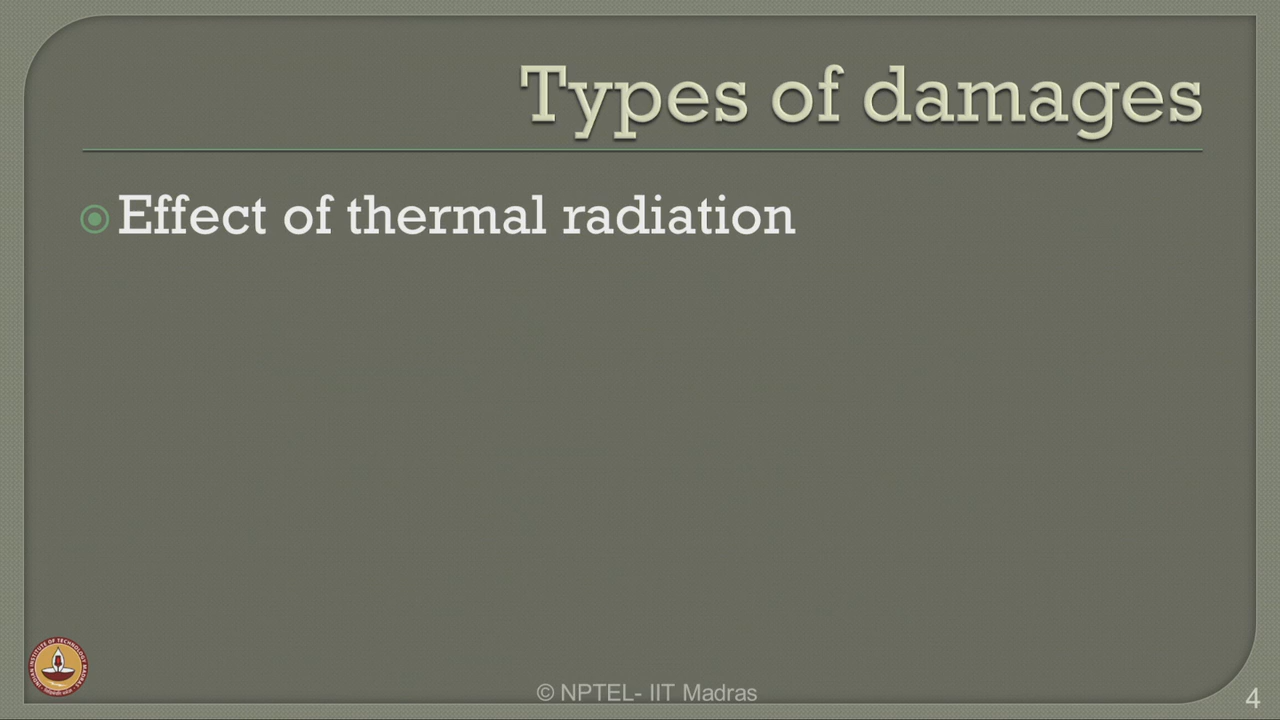 Types of damages
Effect of thermal radiation
© NPTEL- IIT Madras
4